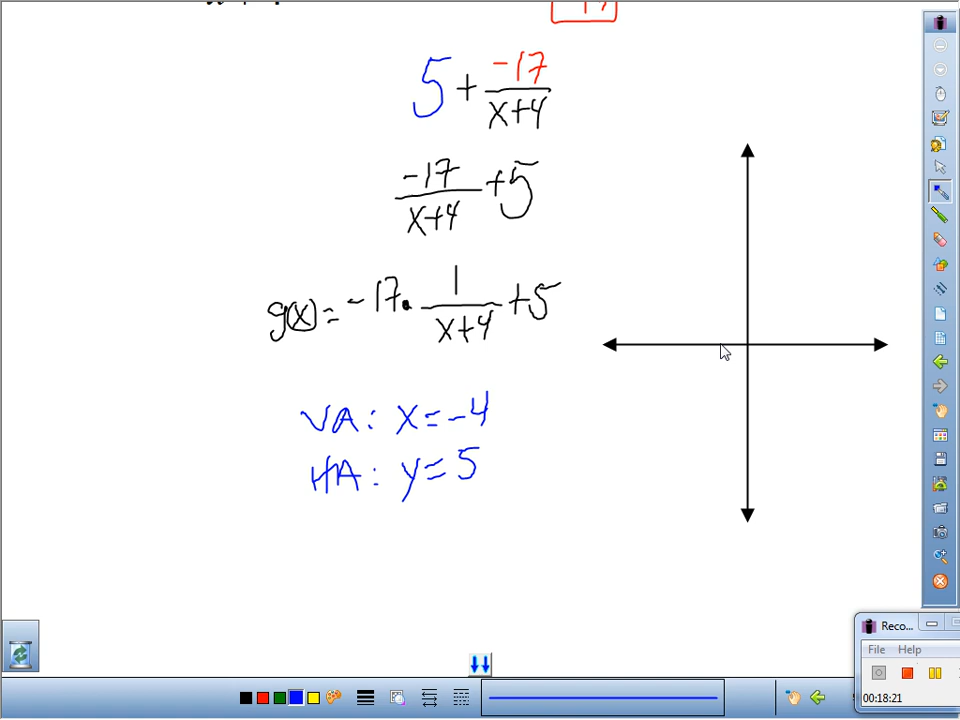 5 + -17/(x+4)
-17/(x+4) + 5
g(x) = -17 · 1/(x+4) + 5
VA: x = -4
HA: y = 5
Reco...
File Help
00:18:21